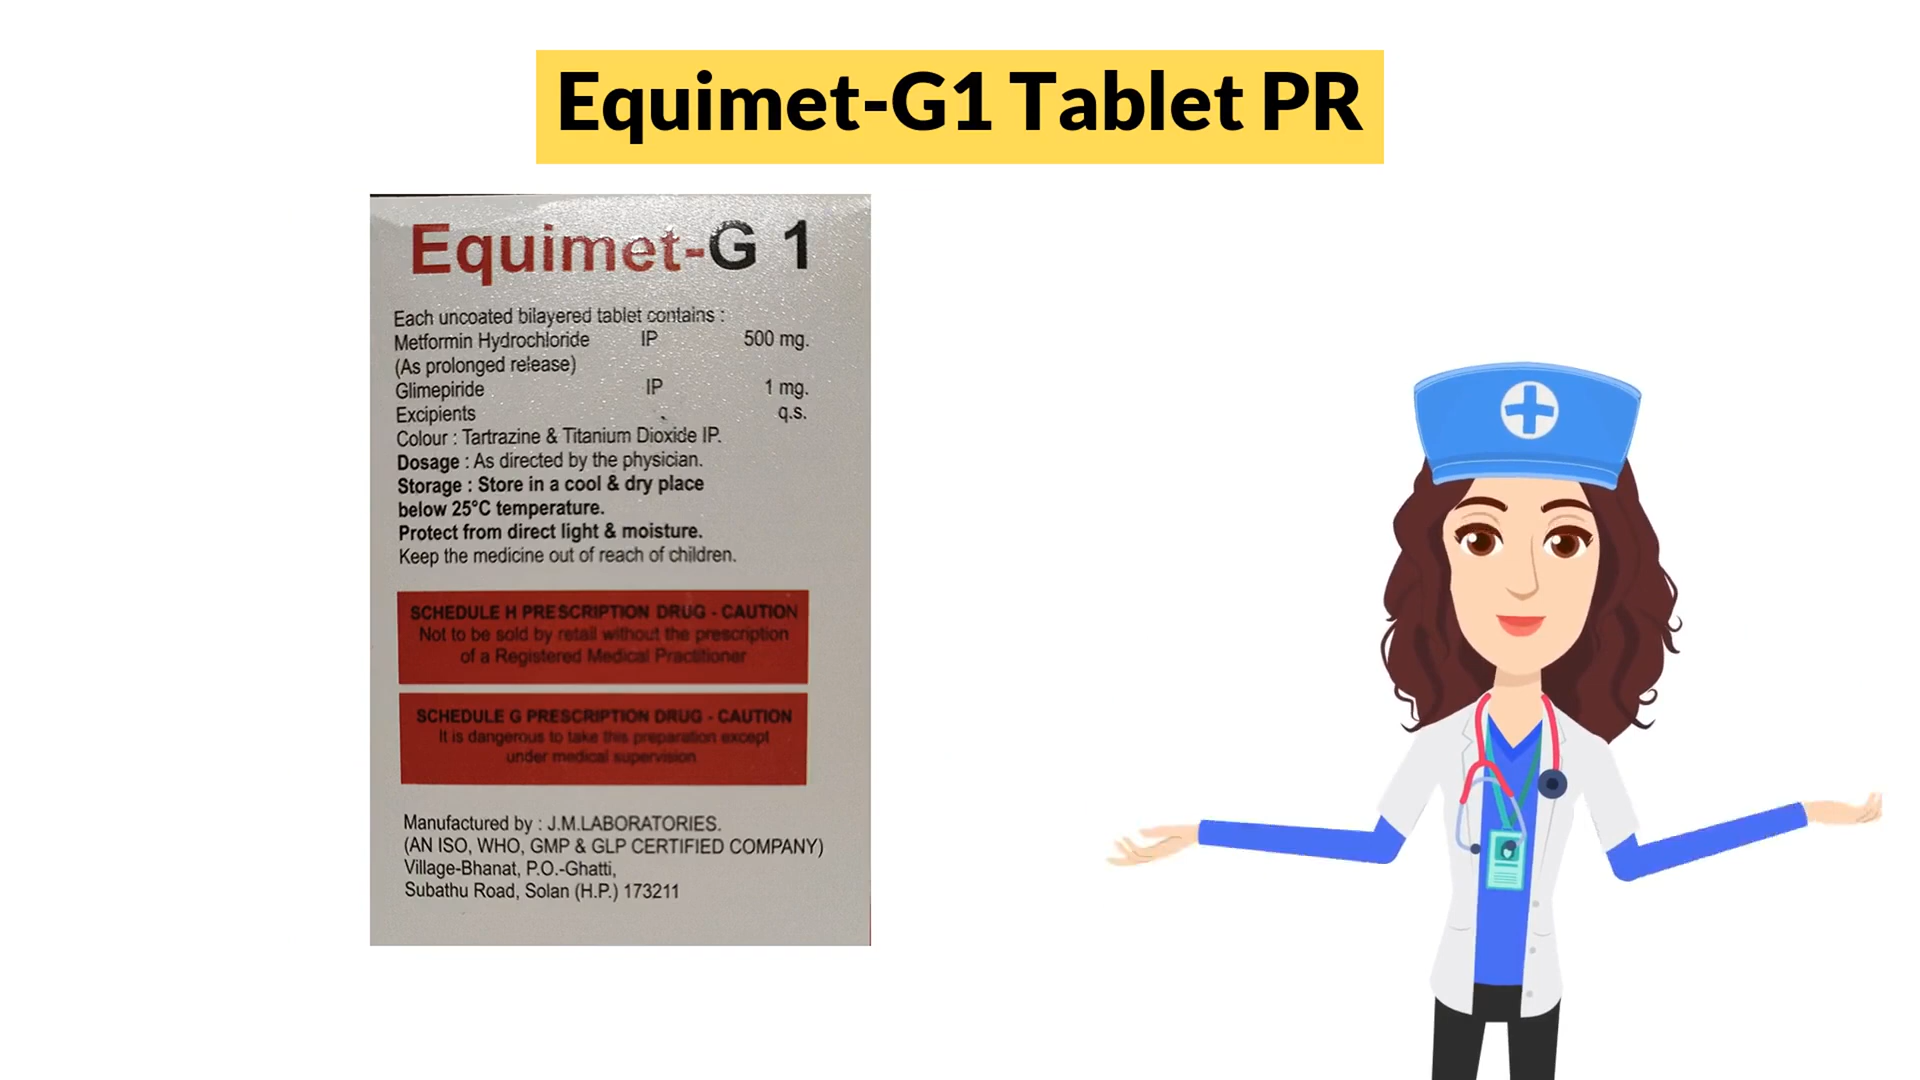 Equimet-G1 Tablet PR
Equimet-G 1
Each uncoated bilayered tablet contains :
Metformin Hydrochloride IP 500 mg.
(As prolonged release)
Glimepiride IP 1 mg.
Excipients q.s.
Colour : Tartrazine & Titanium Dioxide IP.
Dosage : As directed by the physician.
Storage : Store in a cool & dry place
below 25°C temperature.
Protect from direct light & moisture.
Keep the medicine out of reach of children.
SCHEDULE H PRESCRIPTION DRUG - CAUTION
Not to be sold by retail without the prescription
of a Registered Medical Practitioner
SCHEDULE G PRESCRIPTION DRUG - CAUTION
It is dangerous to take this preparation except
under medical supervision
Manufactured by : J.M.LABORATORIES.
(AN ISO, WHO, GMP & GLP CERTIFIED COMPANY)
Village-Bhanat, P.O.-Ghatti,
Subathu Road, Solan (H.P.) 173211